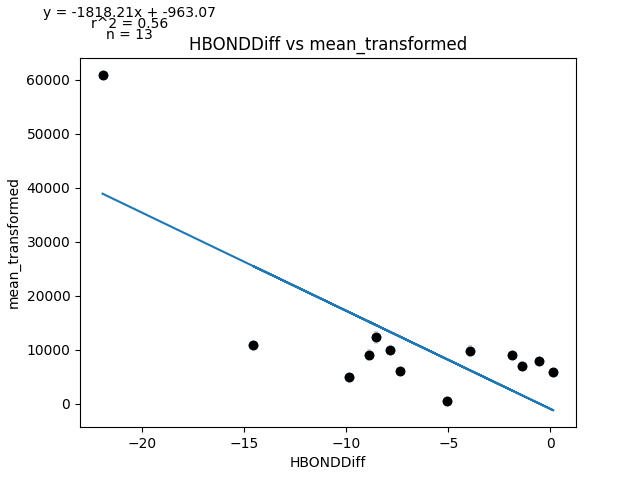 y = -1818.21x + -963.07
r^2 = 0.56
n = 13
HBONDDiff vs mean_transformed
60000
50000
40000
30000
20000
10000
0
mean_transformed
−20
−15
−10
−5
0
HBONDDiff